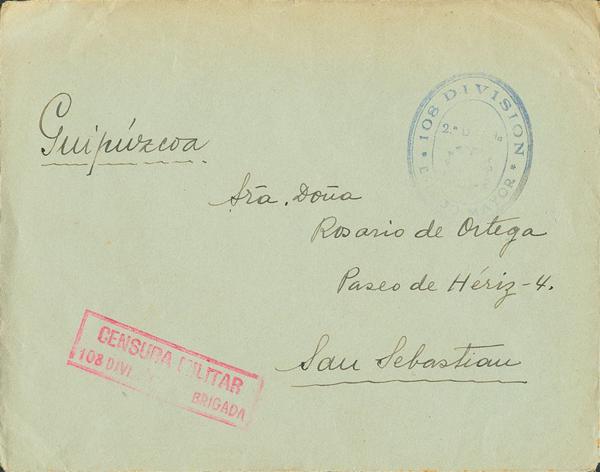 Guipúzcoa
* 108 DIVISION *
2.ª
MAYOR
Sra. Doña
Rosario de Ortega
Paseo de Hériz-4.
San Sebastian
CENSURA MILITAR
108 DIVI
BRIGADA